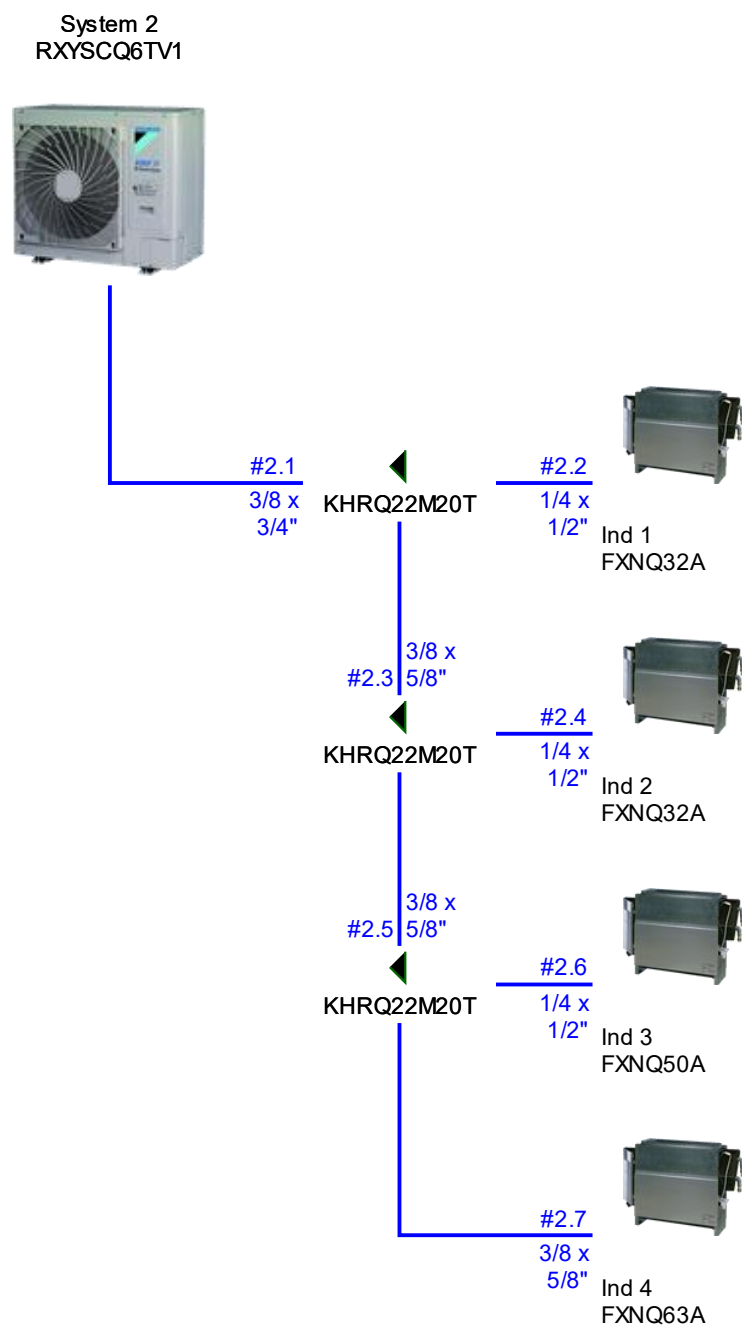 System 2
RXYSCQ6TV1
#2.1
3/8 x
3/4"
KHRQ22M20T
#2.2
1/4 x
1/2"
Ind 1
FXNQ32A
#2.3
3/8 x
5/8"
KHRQ22M20T
#2.4
1/4 x
1/2"
Ind 2
FXNQ32A
#2.5
3/8 x
5/8"
KHRQ22M20T
#2.6
1/4 x
1/2"
Ind 3
FXNQ50A
#2.7
3/8 x
5/8"
Ind 4
FXNQ63A